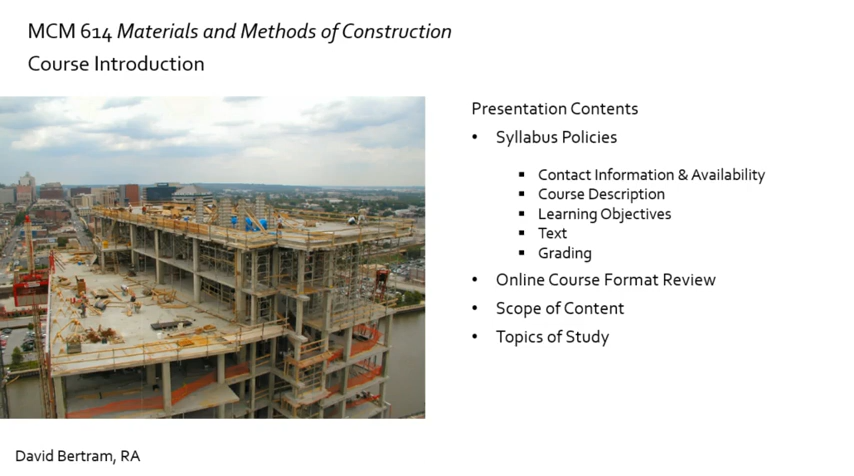 MCM 614 Materials and Methods of Construction
Course Introduction
Presentation Contents
• Syllabus Policies
▪ Contact Information & Availability
▪ Course Description
▪ Learning Objectives
▪ Text
▪ Grading
• Online Course Format Review
• Scope of Content
• Topics of Study
David Bertram, RA